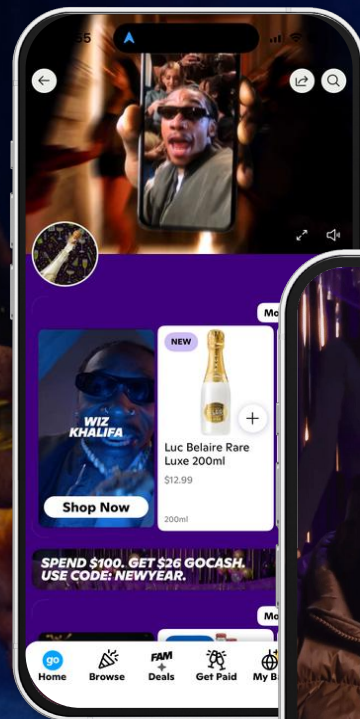 WIZ
KHALIFA
Shop Now
NEW
Luc Belaire Rare
Luxe 200ml
$12.99
200ml
SPEND $100. GET $26 GOCASH.
USE CODE: NEWYEAR.
go
Home
Browse
FAM
+
Deals
Get Paid